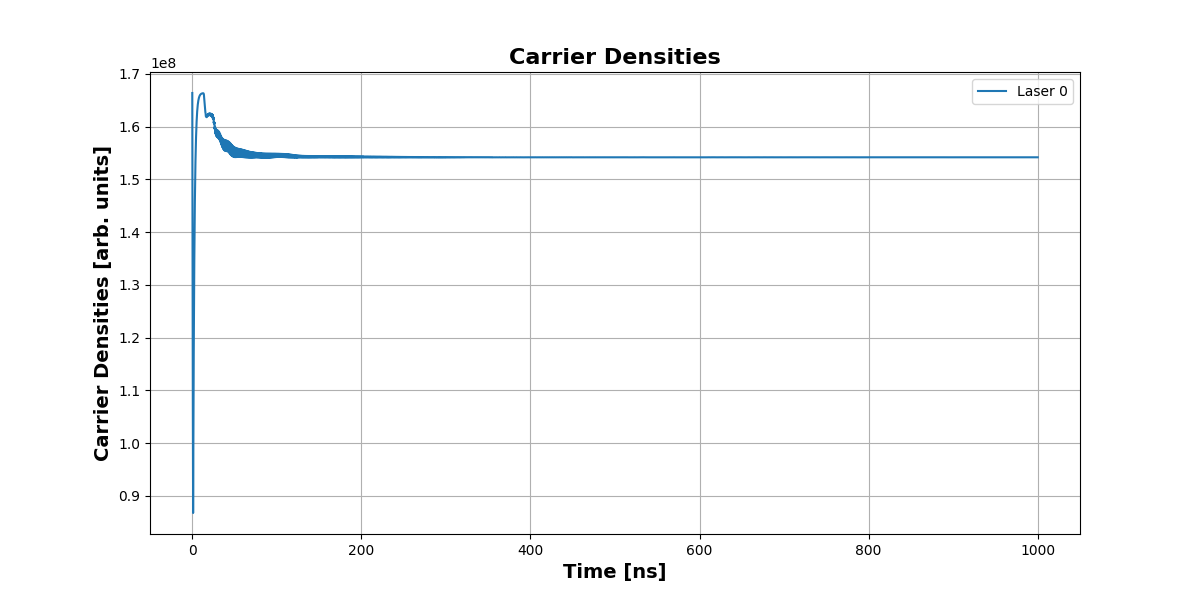 Carrier Densities
1e8
Laser 0
Carrier Densities [arb. units]
1.7
1.6
1.5
1.4
1.3
1.2
1.1
1.0
0.9
0 200 400 600 800 1000
Time [ns]